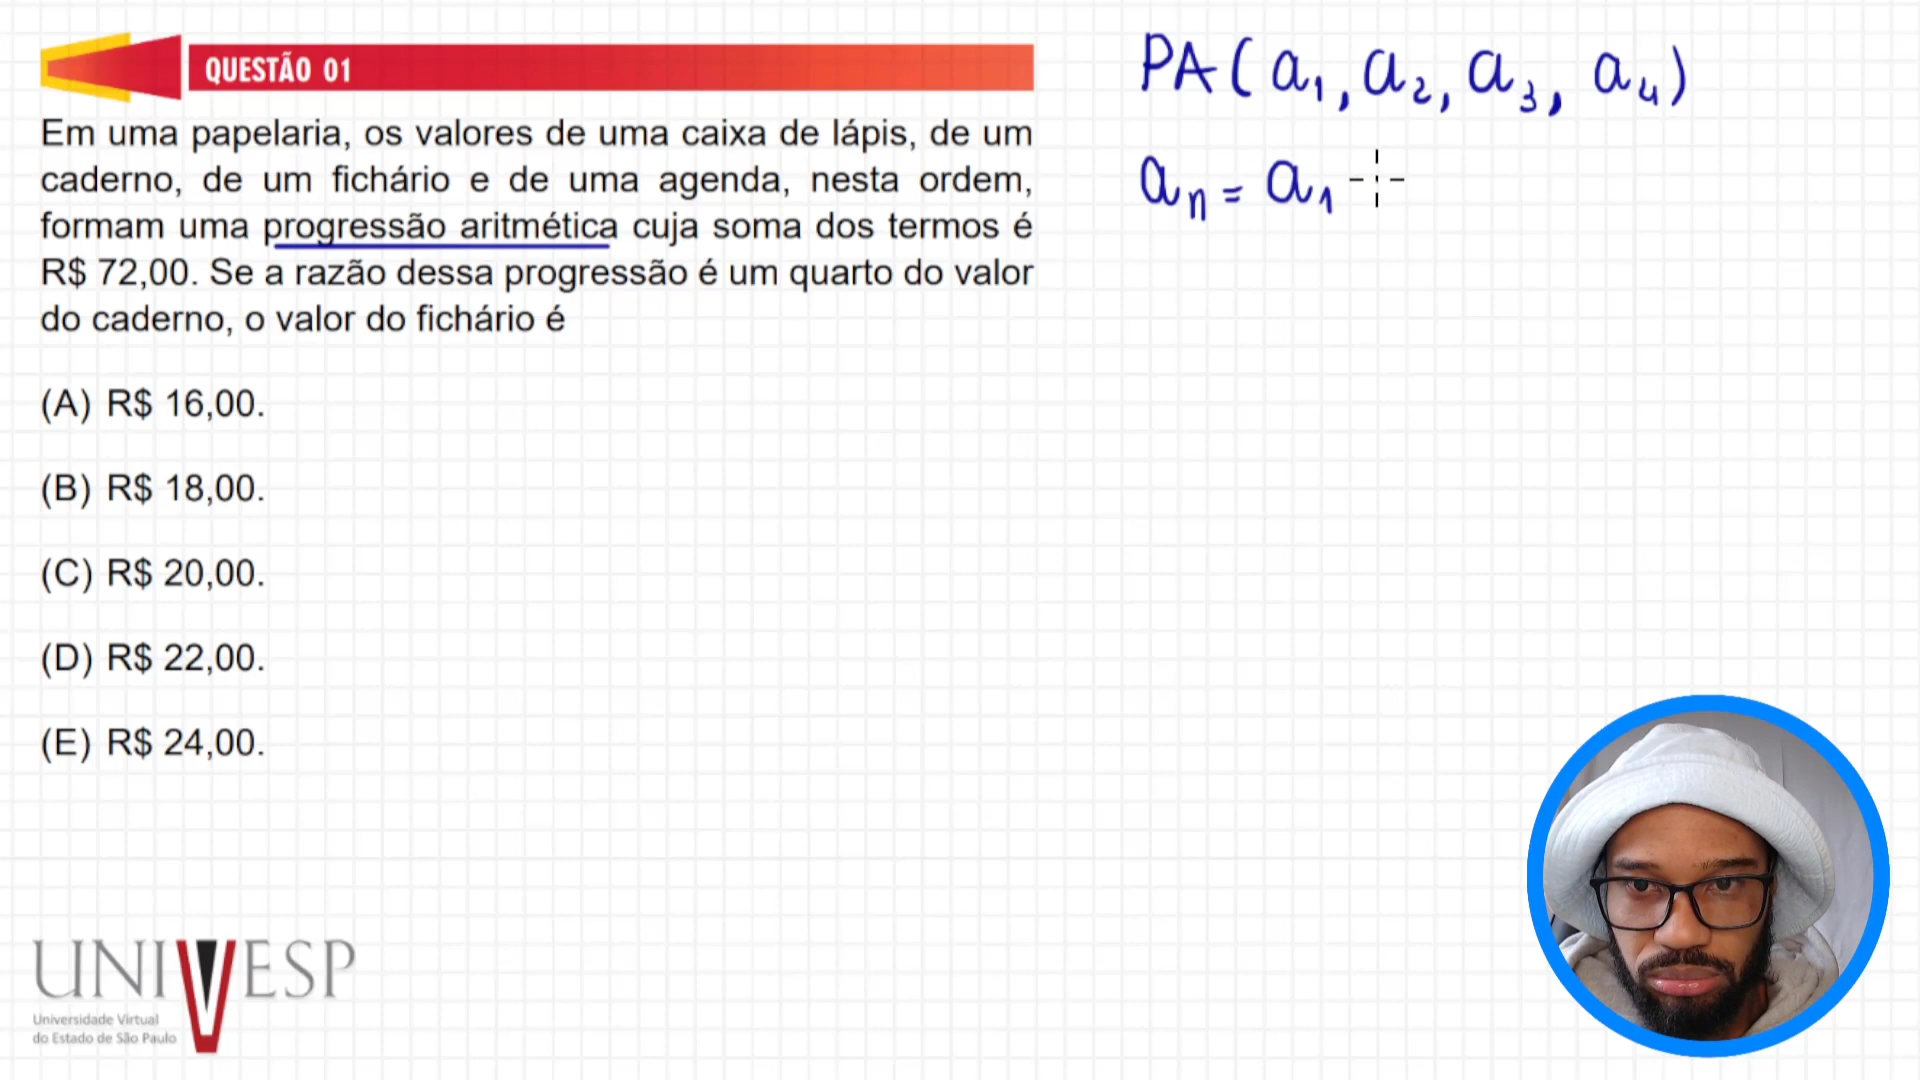 QUESTÃO 01
Em uma papelaria, os valores de uma caixa de lápis, de um
caderno, de um fichário e de uma agenda, nesta ordem,
formam uma progressão aritmética cuja soma dos termos é
R$ 72,00. Se a razão dessa progressão é um quarto do valor
do caderno, o valor do fichário é
(A) R$ 16,00.
(B) R$ 18,00.
(C) R$ 20,00.
(D) R$ 22,00.
(E) R$ 24,00.
PA(a₁, a₂, a₃, a₄)
aₙ = a₁
UNIVESP
Universidade Virtual
do Estado de São Paulo